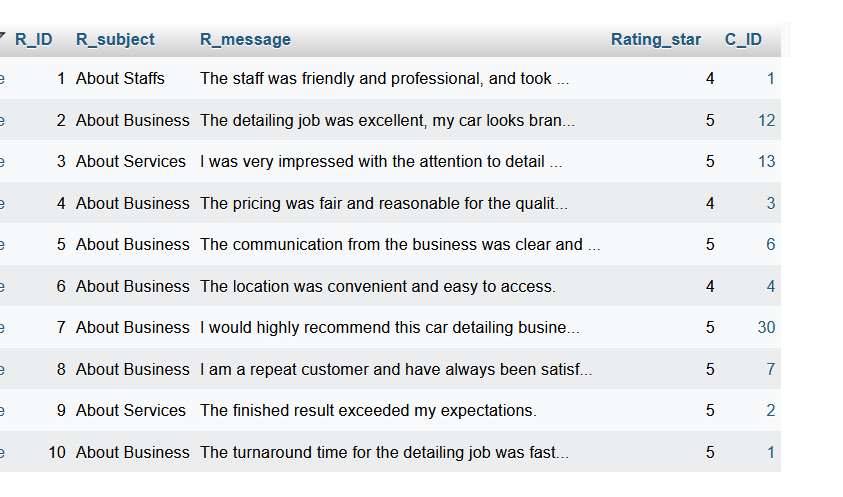 R_ID R_subject R_message Rating_star C_ID
e 1 About Staffs The staff was friendly and professional, and took ... 4 1
e 2 About Business The detailing job was excellent, my car looks bran... 5 12
e 3 About Services I was very impressed with the attention to detail ... 5 13
e 4 About Business The pricing was fair and reasonable for the qualit... 4 3
e 5 About Business The communication from the business was clear and ... 5 6
e 6 About Business The location was convenient and easy to access. 4 4
e 7 About Business I would highly recommend this car detailing busine... 5 30
e 8 About Business I am a repeat customer and have always been satisf... 5 7
e 9 About Services The finished result exceeded my expectations. 5 2
e 10 About Business The turnaround time for the detailing job was fast... 5 1